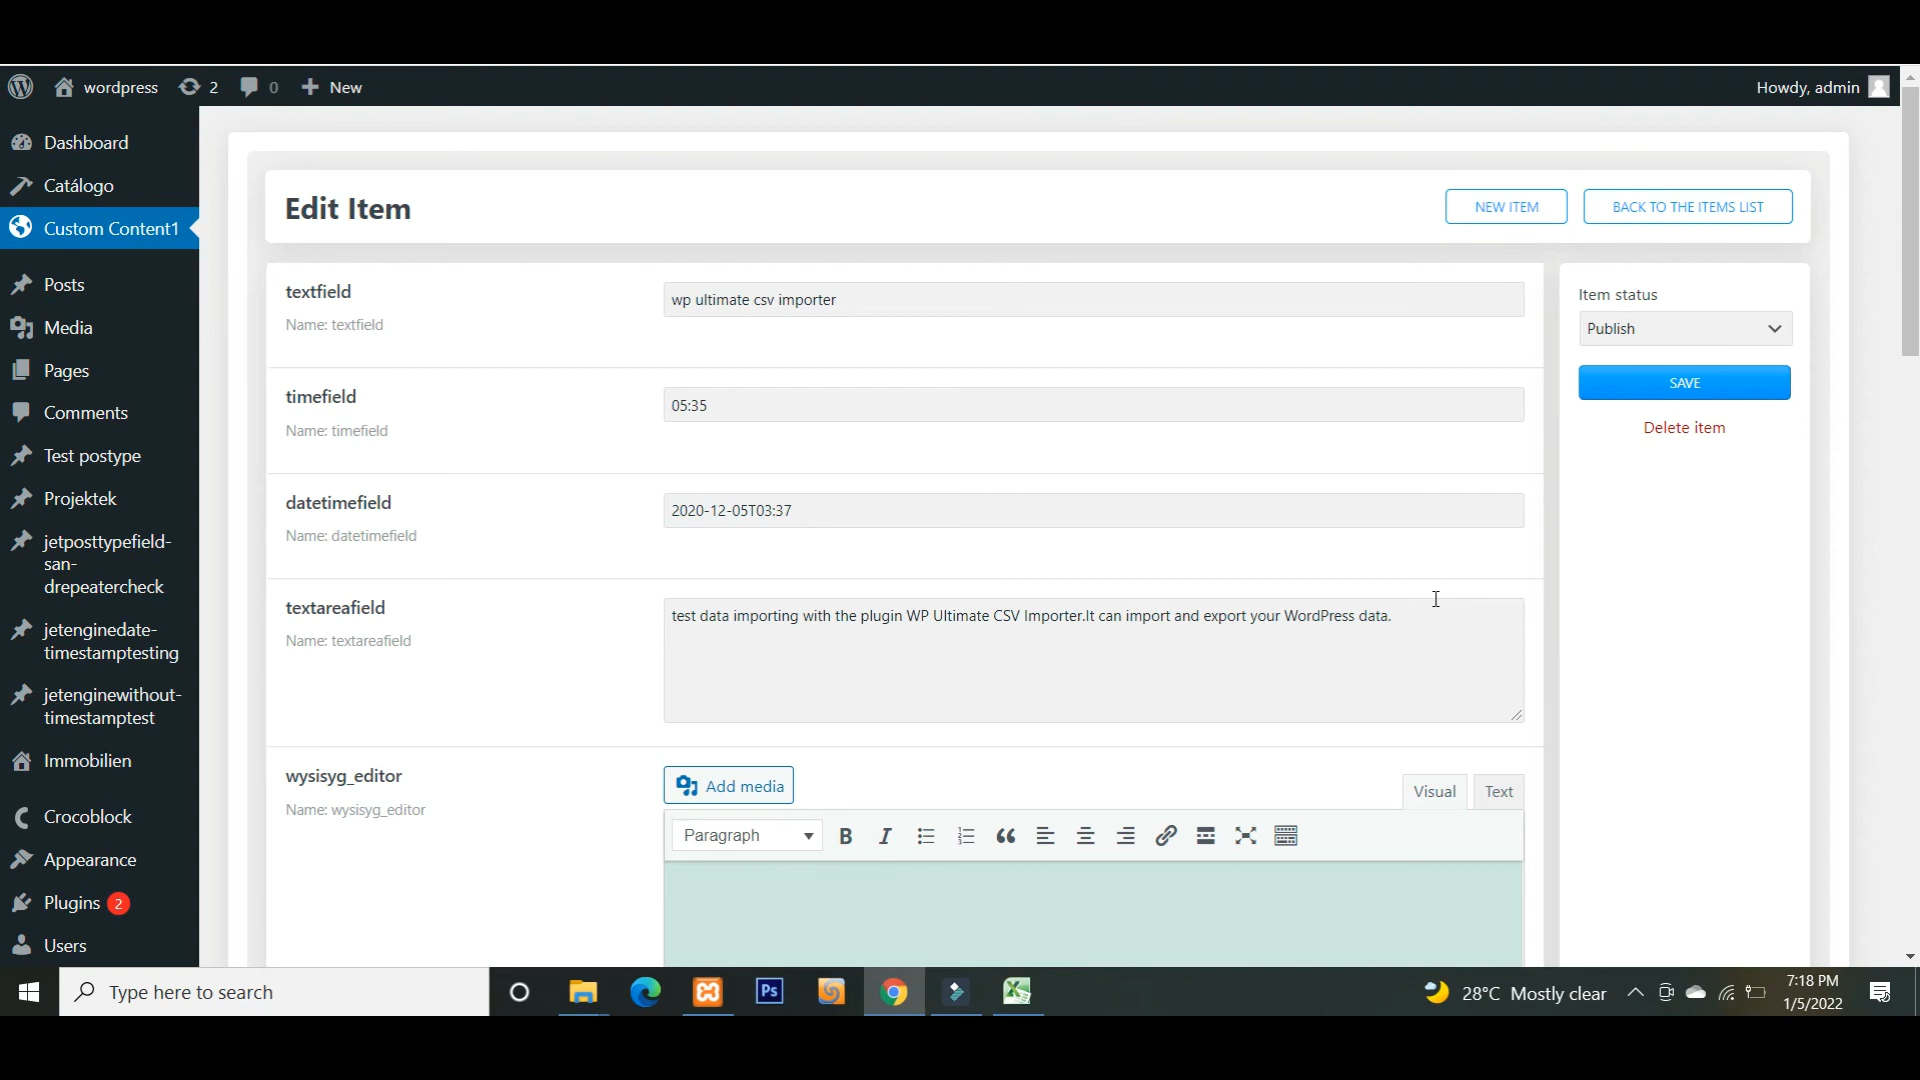 wordpress 2 0 New Howdy, admin
Dashboard
Catálogo
Custom Content1
Posts
Media
Pages
Comments
Test postype
Projektek
jetposttypefield-
san-
drepeatercheck
jetenginedate-
timestamptesting
jetenginewithout-
timestamptest
Immobilien
Crocoblock
Appearance
Plugins 2
Users
Edit Item
NEW ITEM
BACK TO THE ITEMS LIST
textfield
Name: textfield
wp ultimate csv importer
timefield
Name: timefield
05:35
datetimefield
Name: datetimefield
2020-12-05T03:37
textareafield
Name: textareafield
test data importing with the plugin WP Ultimate CSV Importer.It can import and export your WordPress data.
wysisyg_editor
Name: wysisyg_editor
Add media
Visual Text
Paragraph
Item status
Publish
SAVE
Delete item
Type here to search
Ps
28°C Mostly clear
7:18 PM
1/5/2022